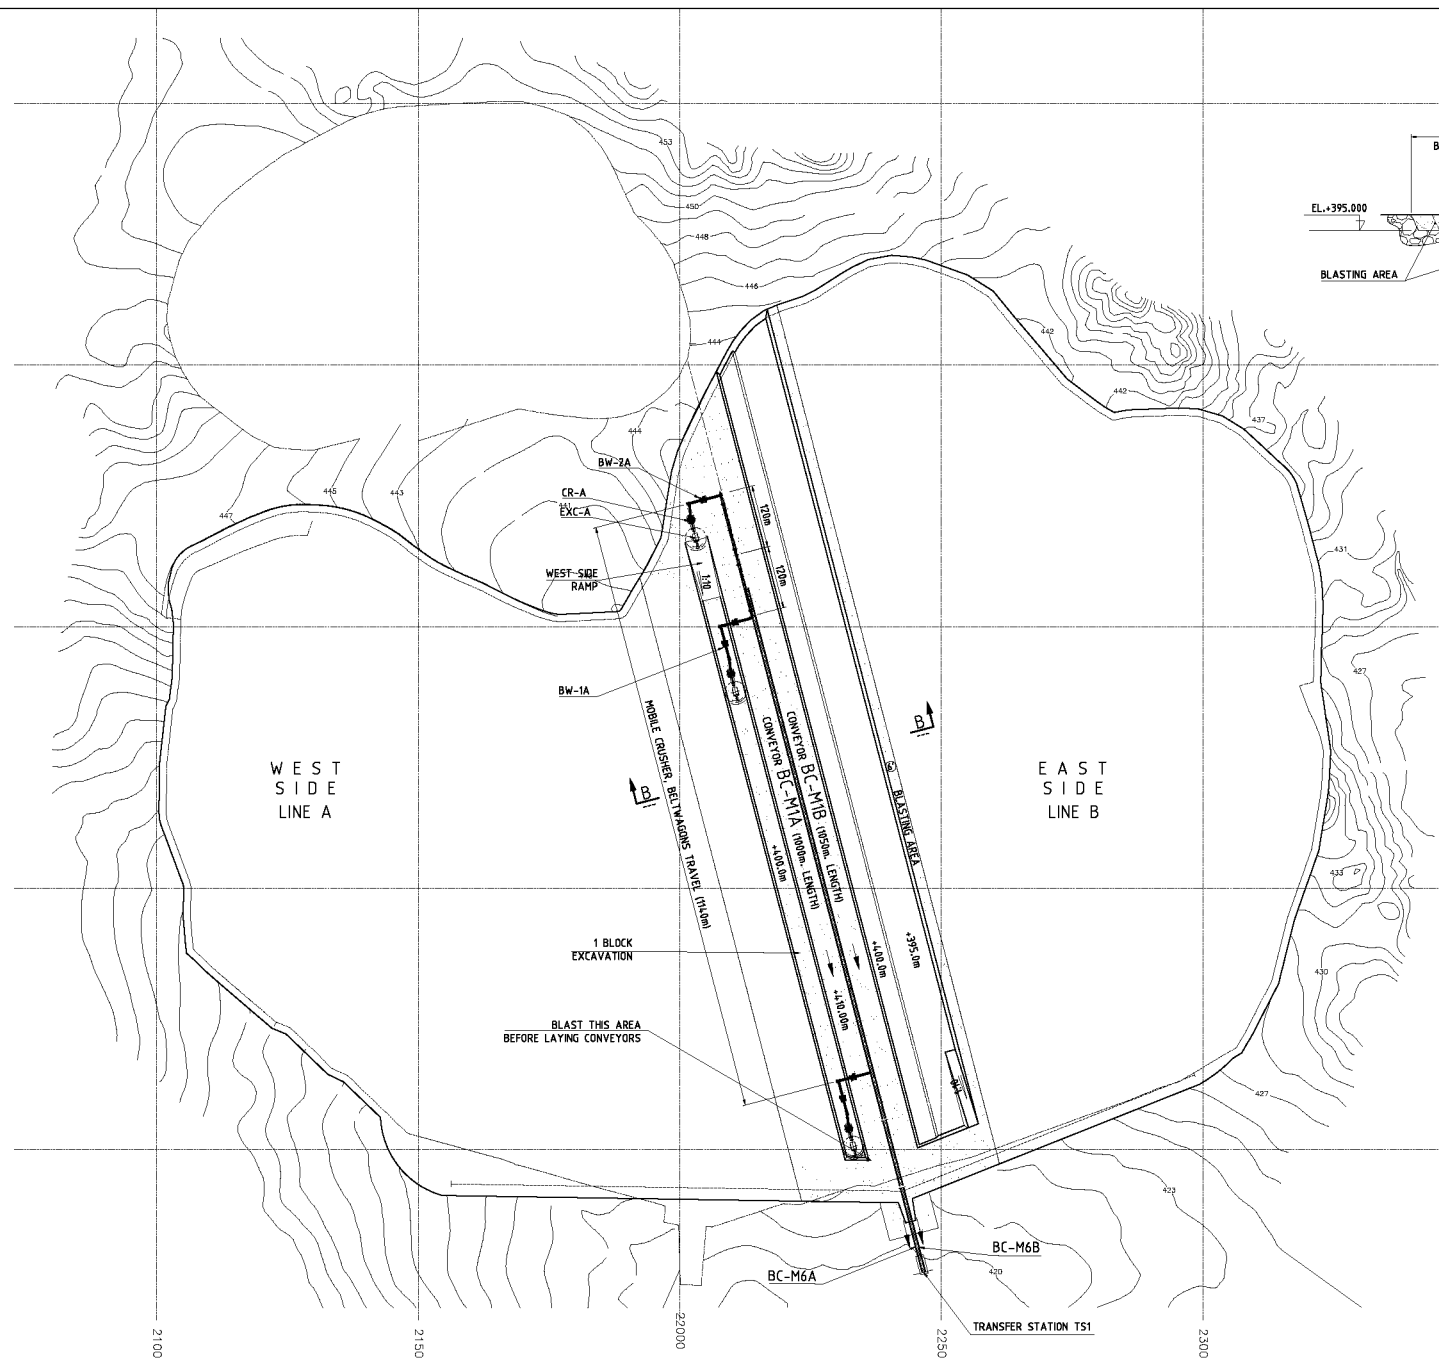 453
450
448
446
444
442
442
437
431
427
433
430
427
423
420
447
445
443
444
441
B
EL.+395.000
BLASTING AREA
BW-2A
CR-A
EXC-A
WEST SIDE
RAMP
1:10
120m
120m
BW-1A
MOBILE CRUSHER, BELTWAGONS TRAVEL (1140m)
CONVEYOR BC-M1B (1050m. LENGTH)
CONVEYOR BC-M1A (1000m. LENGTH)
B
B
BLASTING AREA
WEST
SIDE
LINE A
EAST
SIDE
LINE B
+400.0m
+400.0m
+395.0m
+410.00m
1 BLOCK
EXCAVATION
BLAST THIS AREA
BEFORE LAYING CONVEYORS
1:10
BC-M6B
BC-M6A
TRANSFER STATION TS1
2100
2150
22000
2250
2300